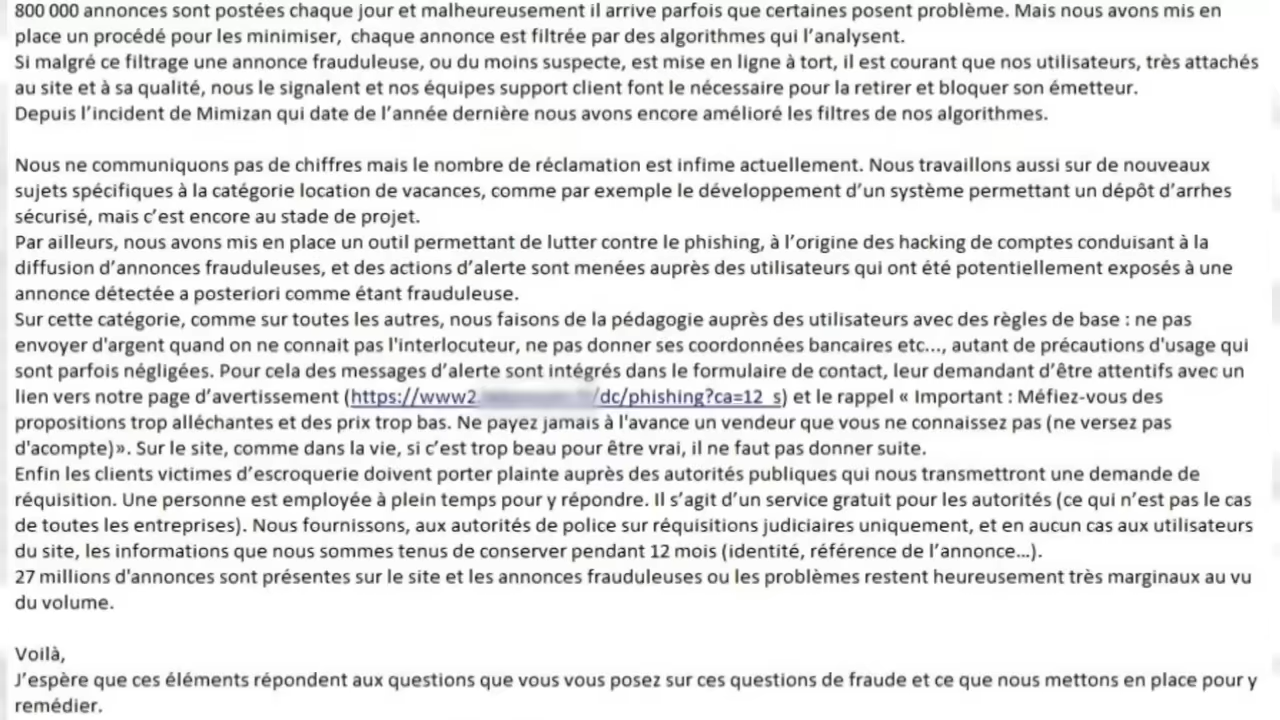 800 000 annonces sont postées chaque jour et malheureusement il arrive parfois que certaines posent problème. Mais nous avons mis en
place un procédé pour les minimiser,  chaque annonce est filtrée par des algorithmes qui l’analysent.
Si malgré ce filtrage une annonce frauduleuse, ou du moins suspecte, est mise en ligne à tort, il est courant que nos utilisateurs, très attachés
au site et à sa qualité, nous le signalent et nos équipes support client font le nécessaire pour la retirer et bloquer son émetteur.
Depuis l’incident de Mimizan qui date de l’année dernière nous avons encore amélioré les filtres de nos algorithmes.
Nous ne communiquons pas de chiffres mais le nombre de réclamation est infime actuellement. Nous travaillons aussi sur de nouveaux
sujets spécifiques à la catégorie location de vacances, comme par exemple le développement d’un système permettant un dépôt d’arrhes
sécurisé, mais c’est encore au stade de projet.
Par ailleurs, nous avons mis en place un outil permettant de lutter contre le phishing, à l’origine des hacking de comptes conduisant à la
diffusion d’annonces frauduleuses, et des actions d’alerte sont menées auprès des utilisateurs qui ont été potentiellement exposés à une
annonce détectée a posteriori comme étant frauduleuse.
Sur cette catégorie, comme sur toutes les autres, nous faisons de la pédagogie auprès des utilisateurs avec des règles de base : ne pas
envoyer d'argent quand on ne connait pas l'interlocuteur, ne pas donner ses coordonnées bancaires etc..., autant de précautions d'usage qui
sont parfois négligées. Pour cela des messages d’alerte sont intégrés dans le formulaire de contact, leur demandant d’être attentifs avec un
lien vers notre page d’avertissement (https://www2. /dc/phishing?ca=12_s) et le rappel « Important : Méfiez-vous des
propositions trop alléchantes et des prix trop bas. Ne payez jamais à l'avance un vendeur que vous ne connaissez pas (ne versez pas
d'acompte)». Sur le site, comme dans la vie, si c’est trop beau pour être vrai, il ne faut pas donner suite.
Enfin les clients victimes d’escroquerie doivent porter plainte auprès des autorités publiques qui nous transmettront une demande de
réquisition. Une personne est employée à plein temps pour y répondre. Il s’agit d’un service gratuit pour les autorités (ce qui n’est pas le cas
de toutes les entreprises). Nous fournissons, aux autorités de police sur réquisitions judiciaires uniquement, et en aucun cas aux utilisateurs
du site, les informations que nous sommes tenus de conserver pendant 12 mois (identité, référence de l’annonce…).
27 millions d'annonces sont présentes sur le site et les annonces frauduleuses ou les problèmes restent heureusement très marginaux au vu
du volume.
Voilà,
J’espère que ces éléments répondent aux questions que vous vous posez sur ces questions de fraude et ce que nous mettons en place pour y
remédier.